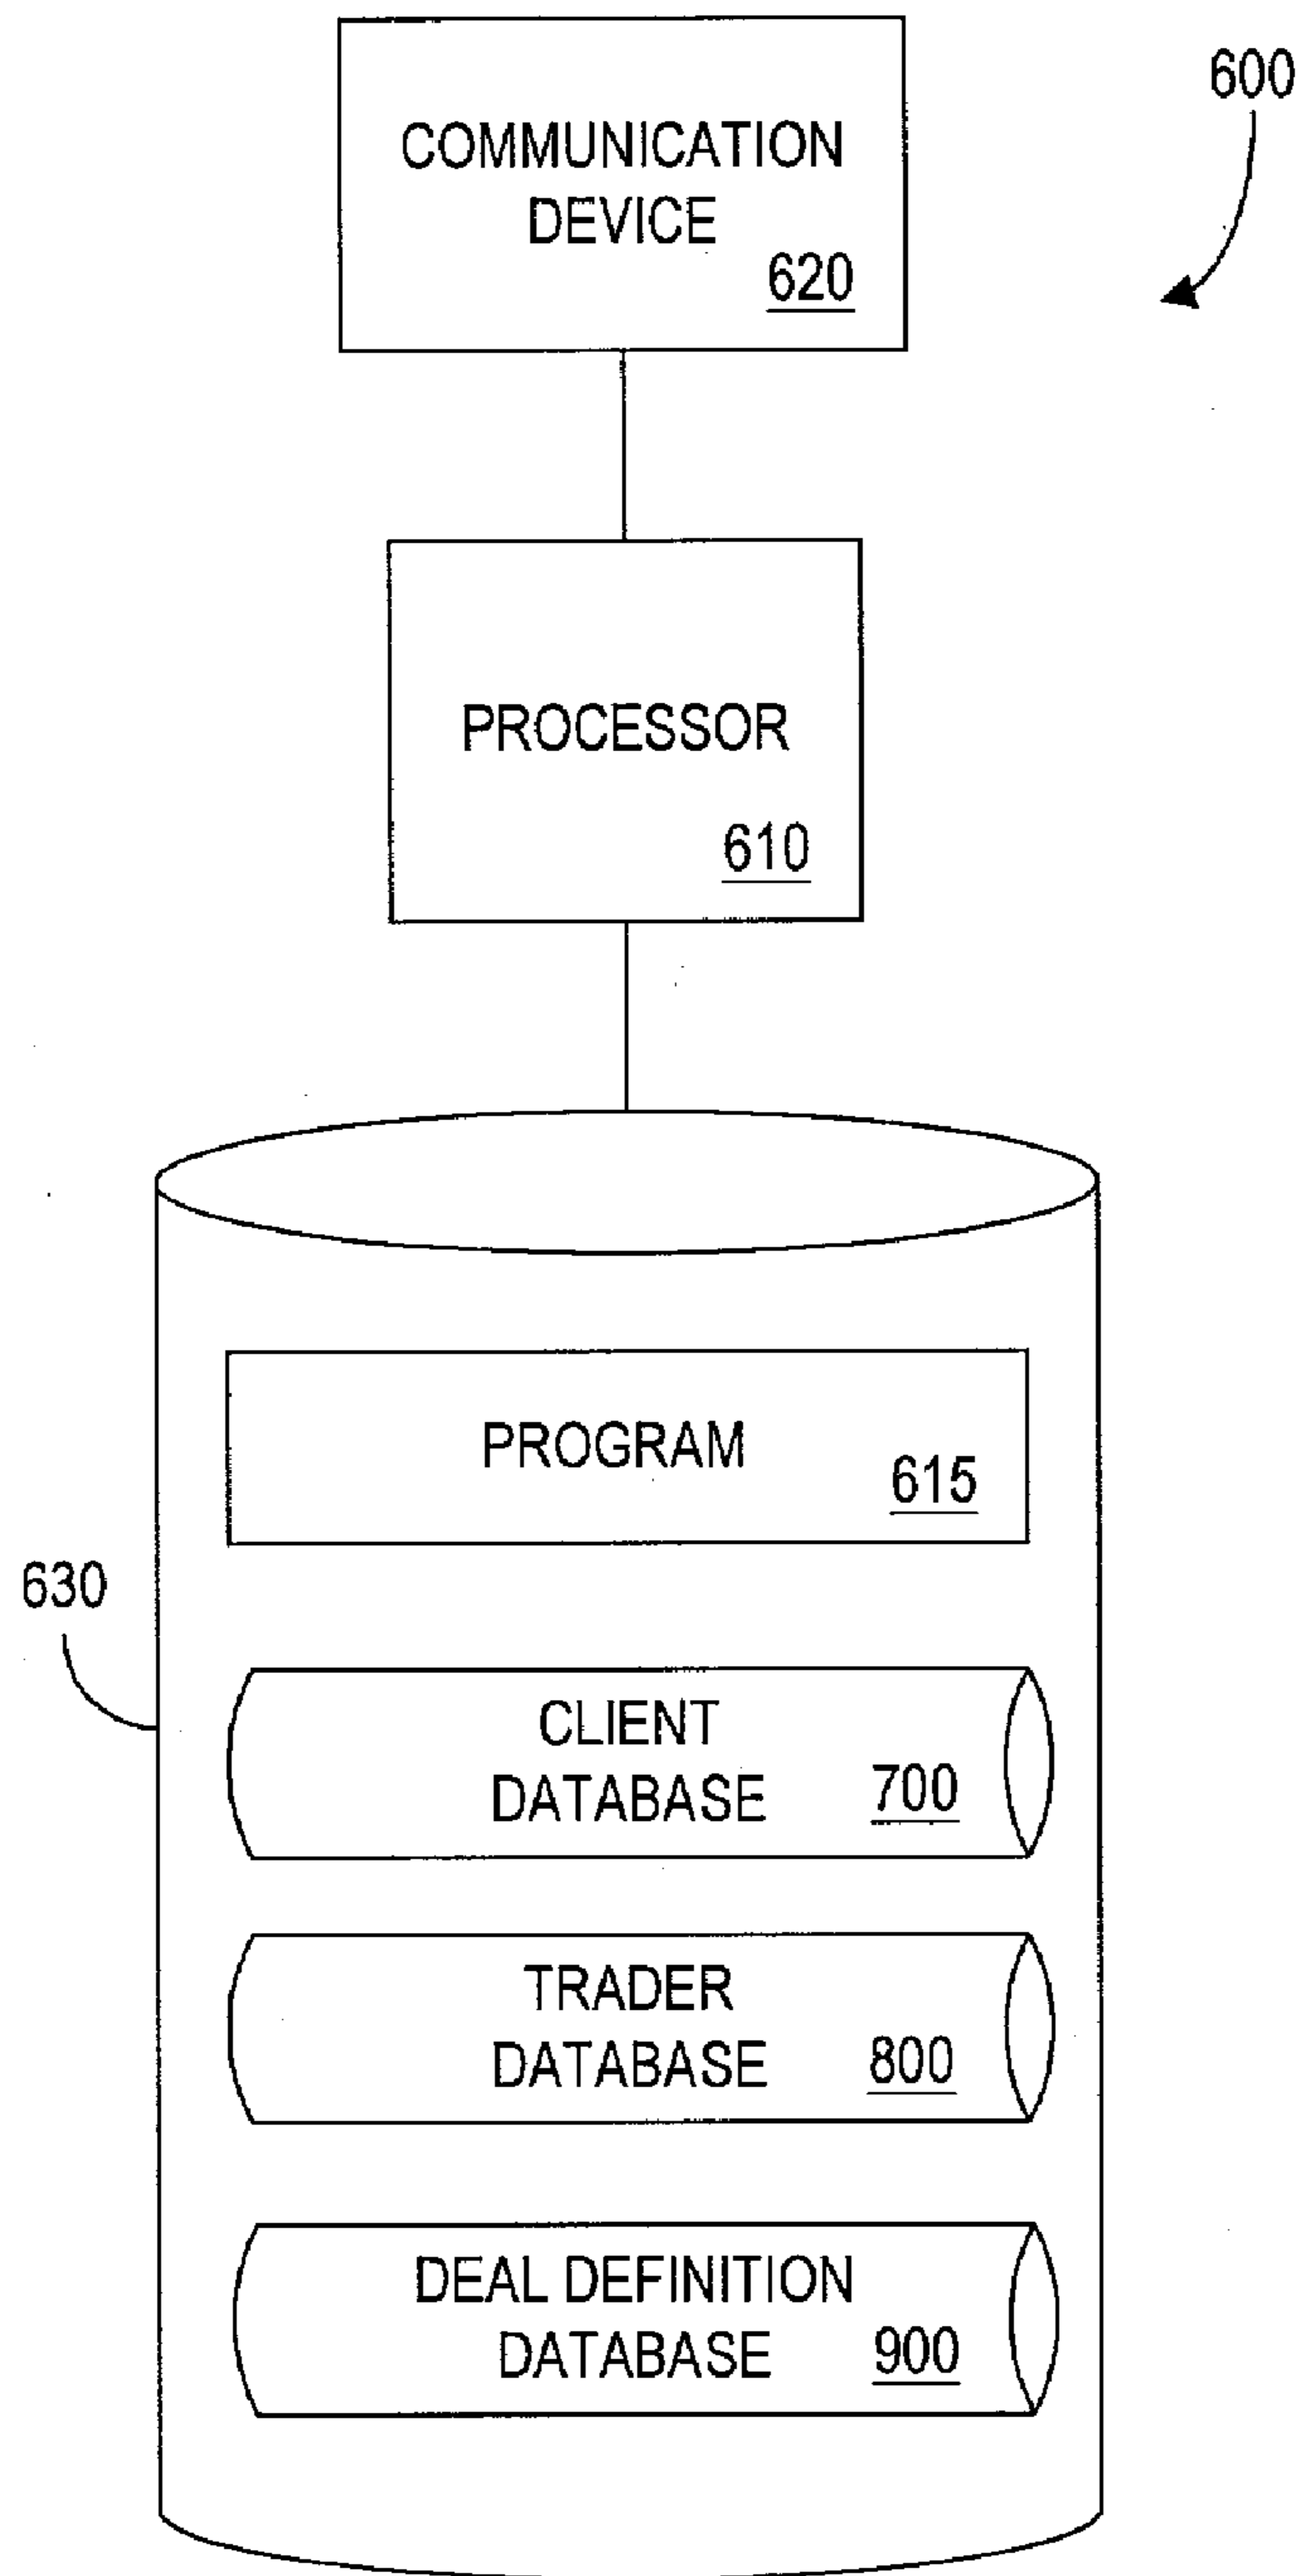 600
COMMUNICATION
DEVICE
620
PROCESSOR
610
PROGRAM
615
630
CLIENT
DATABASE
700
TRADER
DATABASE
800
DEAL DEFINITION
DATABASE
900